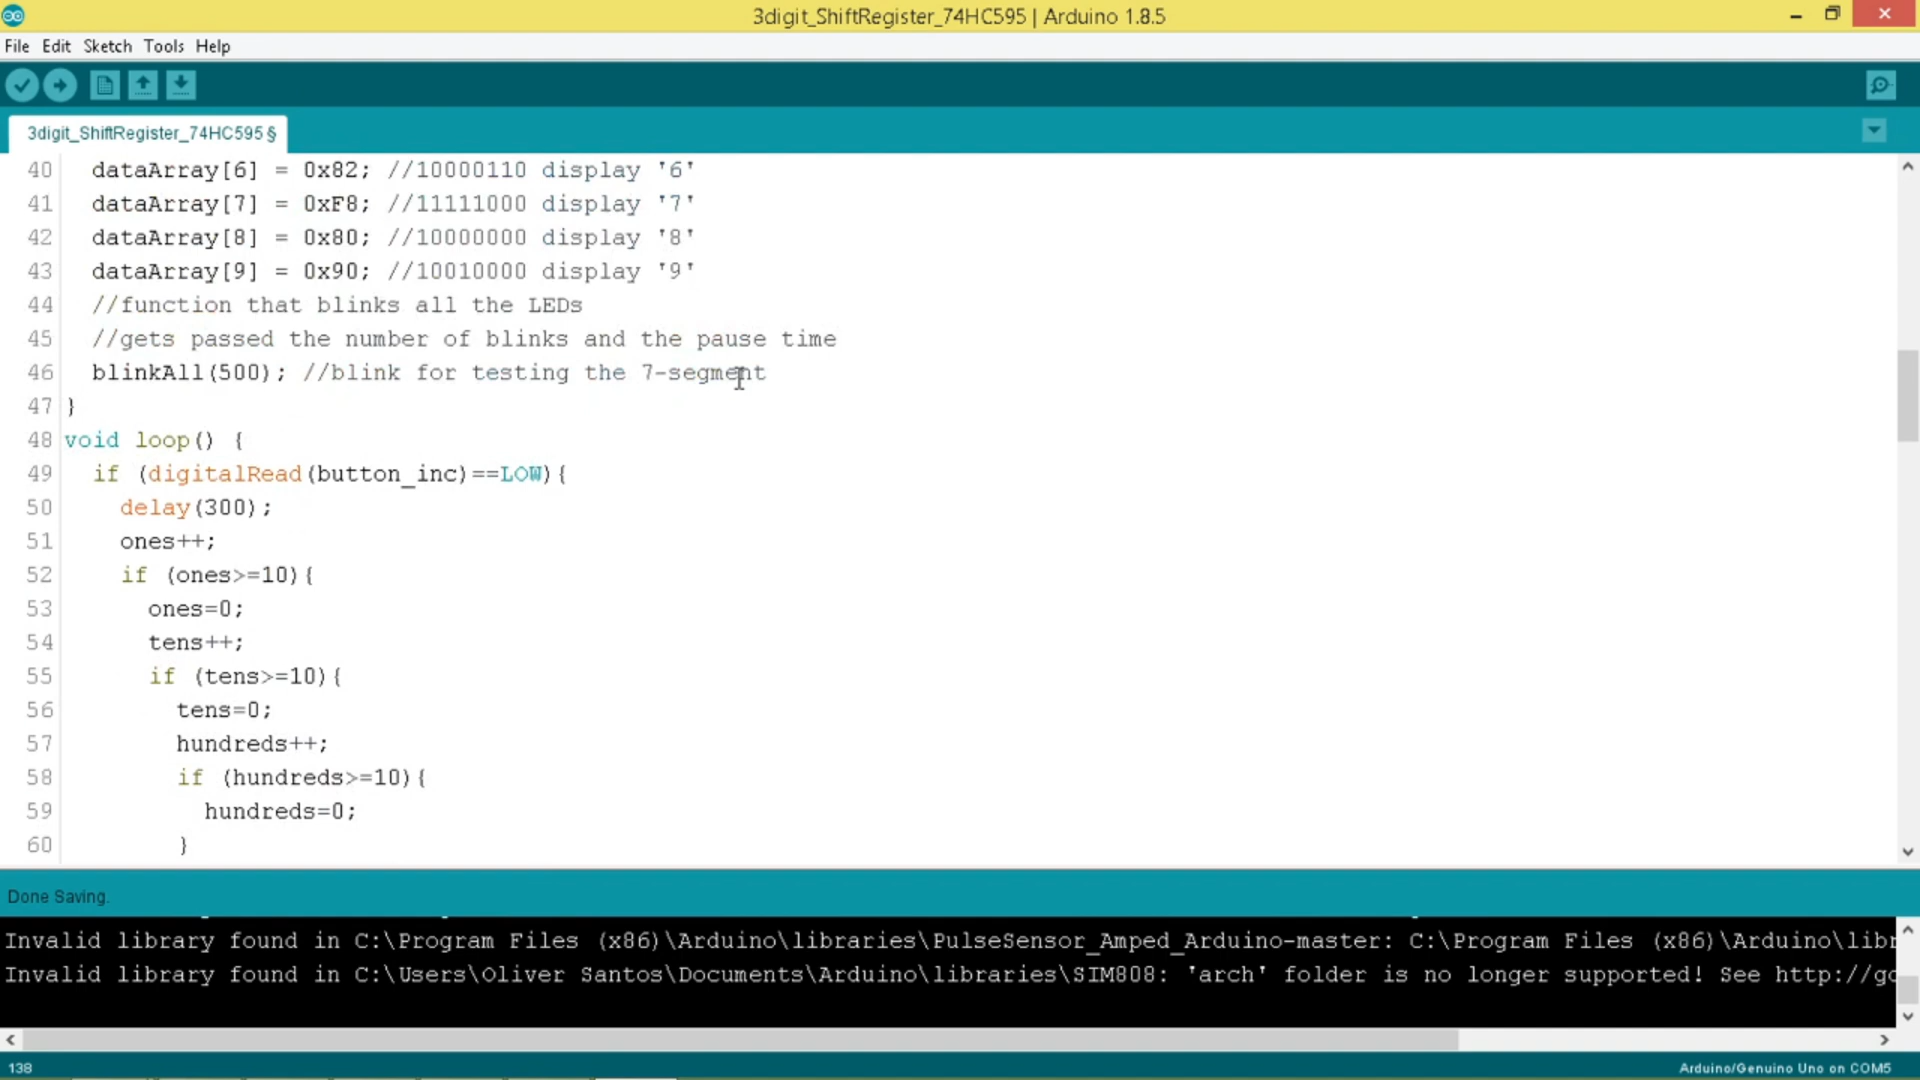 3digit_ShiftRegister_74HC595 | Arduino 1.8.5
File Edit Sketch Tools Help
3digit_ShiftRegister_74HC595 §
40 dataArray[6] = 0x82; //10000110 display '6'
41 dataArray[7] = 0xF8; //11111000 display '7'
42 dataArray[8] = 0x80; //10000000 display '8'
43 dataArray[9] = 0x90; //10010000 display '9'
44 //function that blinks all the LEDs
45 //gets passed the number of blinks and the pause time
46 blinkAll(500); //blink for testing the 7-segment
47 }
48 void loop() {
49 if (digitalRead(button_inc)==LOW){
50 delay(300);
51 ones++;
52 if (ones>=10){
53 ones=0;
54 tens++;
55 if (tens>=10){
56 tens=0;
57 hundreds++;
58 if (hundreds>=10){
59 hundreds=0;
60 }
Done Saving.
Invalid library found in C:\Program Files (x86)\Arduino\libraries\PulseSensor_Amped_Arduino-master: C:\Program Files (x86)\Arduino\libr
Invalid library found in C:\Users\Oliver Santos\Documents\Arduino\libraries\SIM808: 'arch' folder is no longer supported! See http://go
138
Arduino/Genuino Uno on COM5